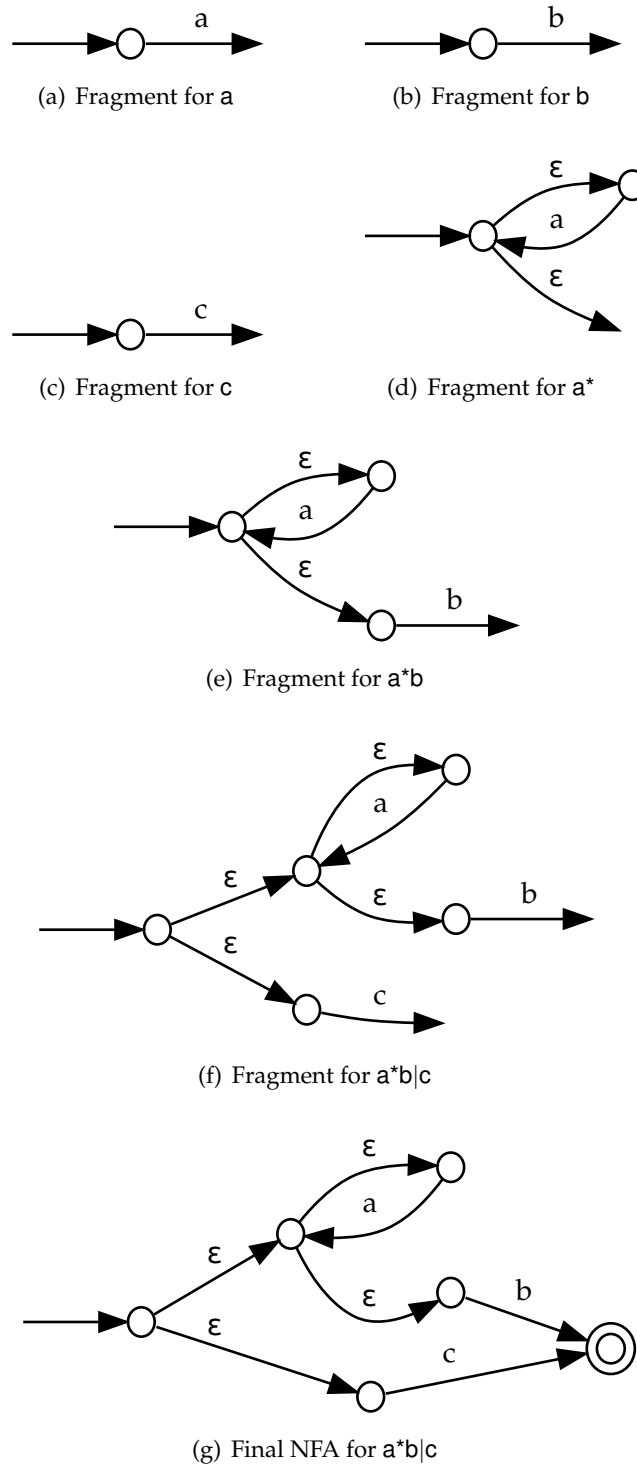 a
b
(a) Fragment for a
(b) Fragment for b
ε
a
ε
c
(c) Fragment for c
(d) Fragment for a*
ε
a
ε
b
(e) Fragment for a*b
ε
a
ε
ε
b
ε
c
(f) Fragment for a*b|c
ε
a
ε
ε
b
ε
c
(g) Final NFA for a*b|c